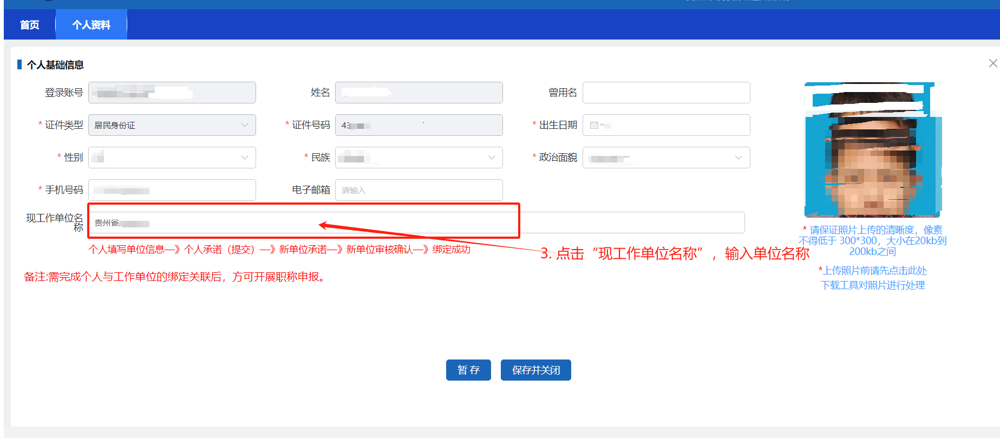 首页
个人资料
个人基础信息
登录账号
姓名
曾用名
* 证件类型
居民身份证
* 证件号码
43
* 出生日期
* 性别
* 民族
* 政治面貌
* 手机号码
电子邮箱
请输入
现工作单位名
称
贵州省
个人填写单位信息—》个人承诺（提交）—》新单位承诺—》新单位审核确认—》绑定成功
3. 点击“现工作单位名称”，输入单位名称
备注:需完成个人与工作单位的绑定关联后，方可开展职称申报。
* 请保证照片上传的清晰度，像素
不得低于 300*300，大小在20kb到
200kb之间
*上传照片前请先点击此处
下载工具对照片进行处理
暂 存
保存并关闭